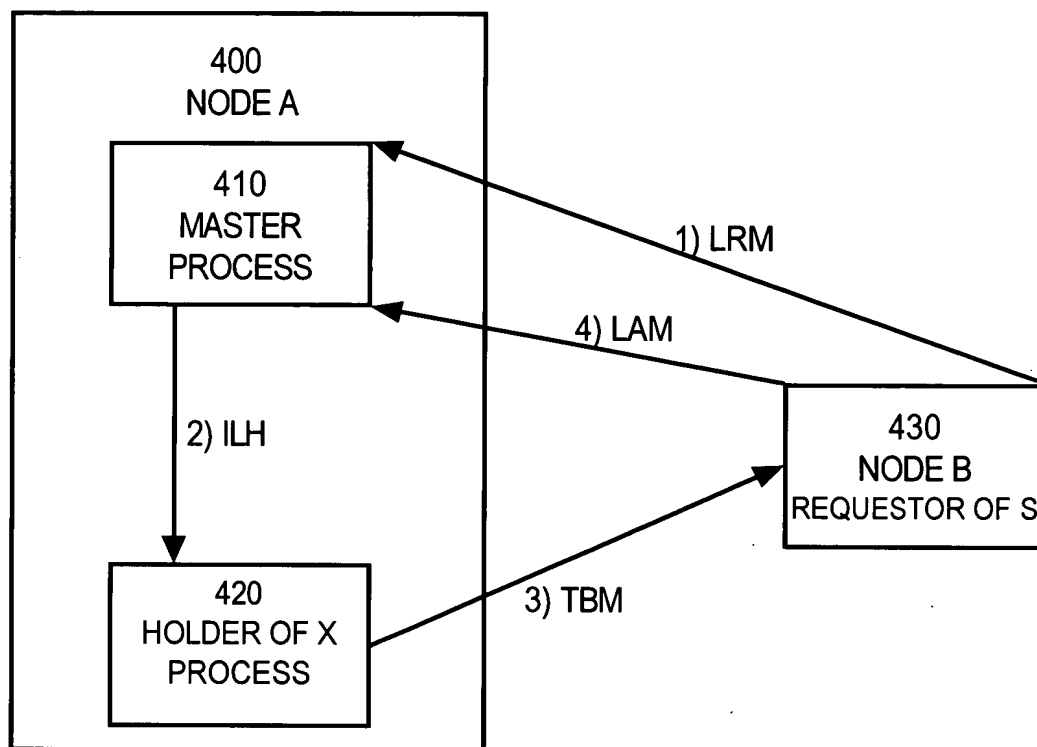 400
NODE A
410
MASTER
PROCESS
1) LRM
4) LAM
2) ILH
430
NODE B
REQUESTOR OF S
3) TBM
420
HOLDER OF X
PROCESS